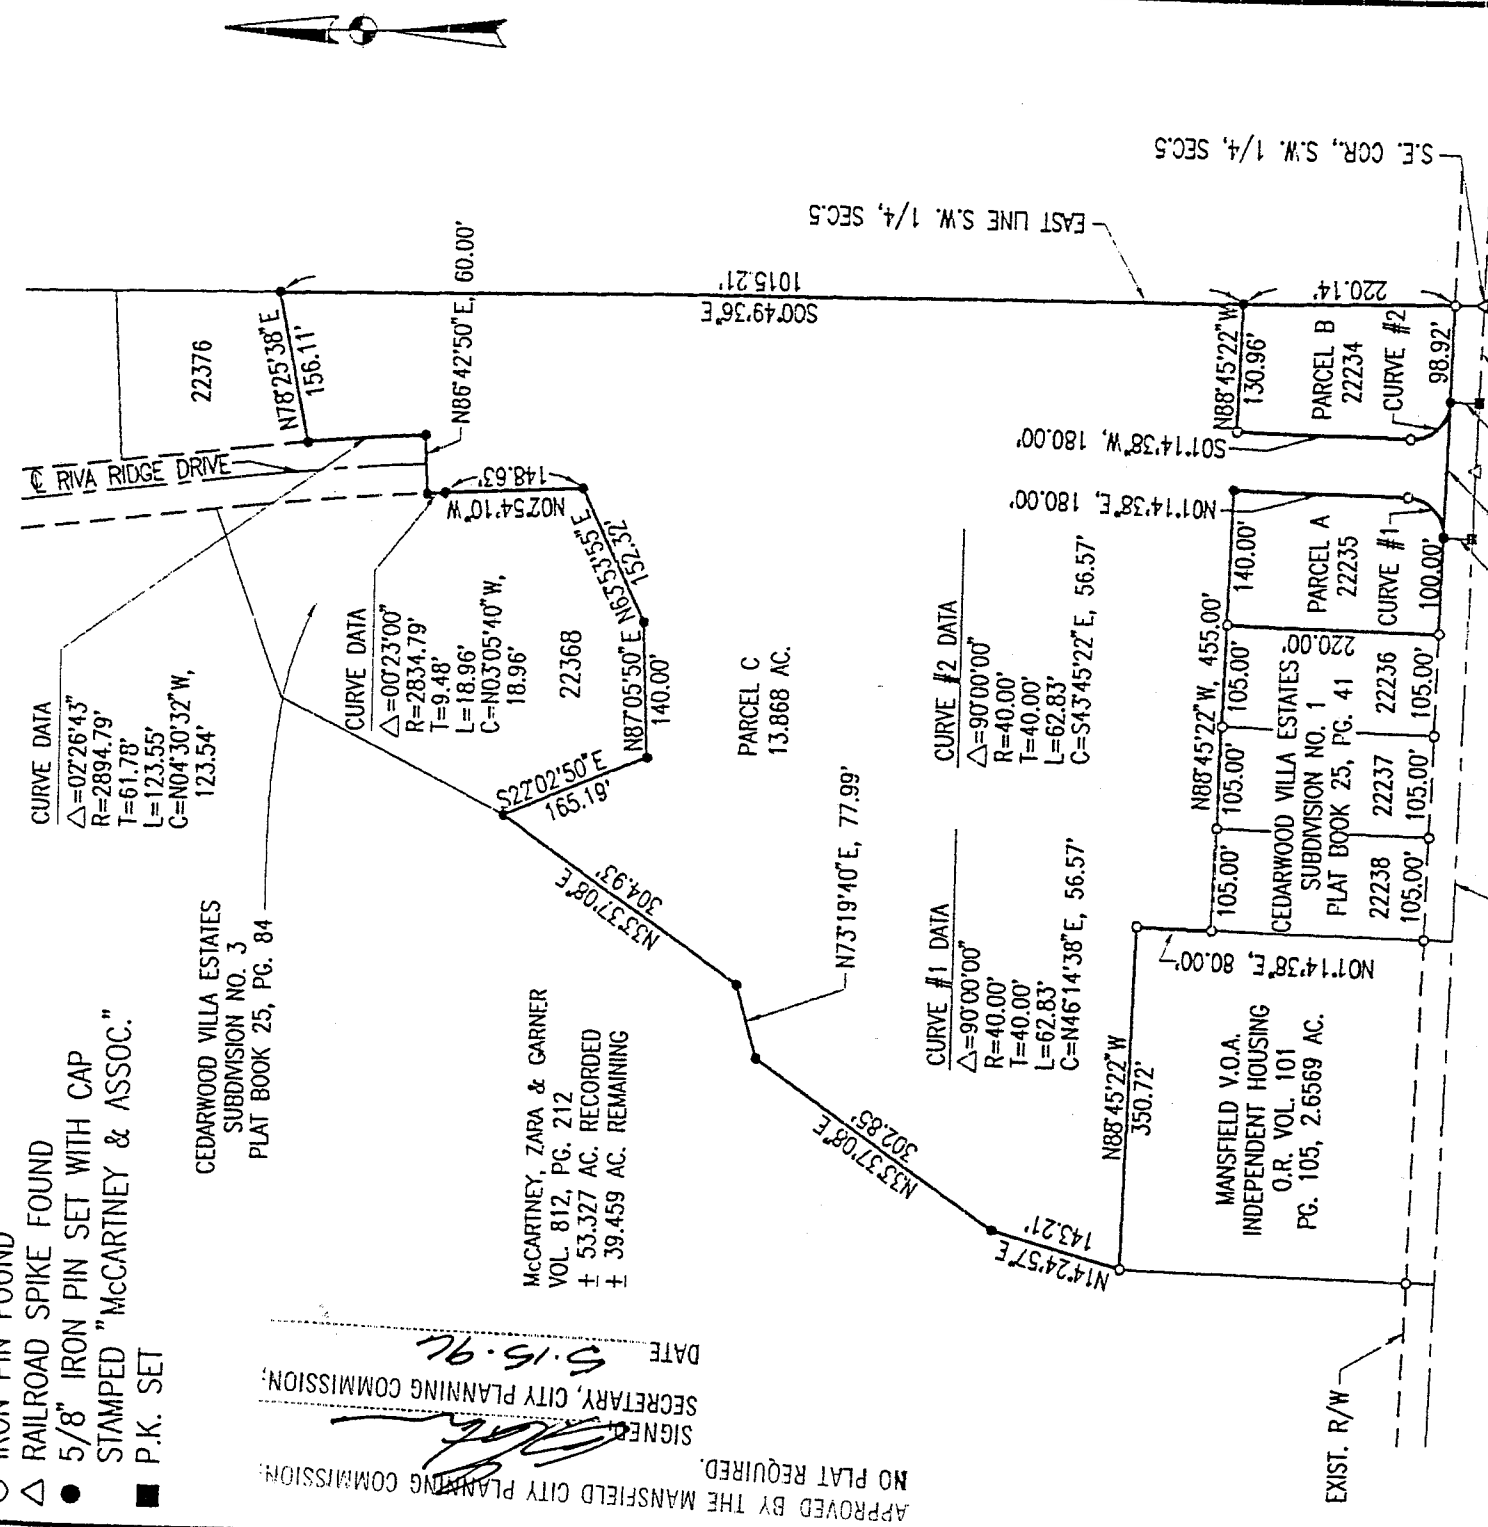 IRON PIN FOUND
RAILROAD SPIKE FOUND
5/8" IRON PIN SET WITH CAP
STAMPED "McCARTNEY & ASSOC."
P.K. SET
CEDARWOOD VILLA ESTATES
SUBDIVISION NO. 3
PLAT BOOK 25, PG. 84
CURVE DATA
△=02°26'43"
R=2894.79'
T=61.78'
L=123.55'
C=N04°30'32"W,
123.54'
℄ RIVA RIDGE DRIVE
22376
N78°25'38"E
156.11'
N86°42'50"E, 60.00'
CURVE DATA
△=00°23'00"
R=2834.79'
T=9.48'
L=18.96'
C=N03°05'40"W,
18.96'
N02°54'10"W
148.63'
N63°53'55"E
152.32'
22368
N87°05'50"E
140.00'
S22°02'50"E
165.19'
N33°37'08"E
304.93'
N73°19'40"E, 77.99'
N33°37'08"E
302.85'
N14°24'57"E
143.21'
McCARTNEY, ZARA & GARNER
VOL. 812, PG. 212
± 53.327 AC. RECORDED
± 39.459 AC. REMAINING
PARCEL C
13.868 AC.
S00°49'36"E
1015.21'
EAST LINE S.W. 1/4, SEC.5
S.E. COR., S.W. 1/4, SEC.5
CURVE #1 DATA
△=90°00'00"
R=40.00'
T=40.00'
L=62.83'
C=N46°14'38"E, 56.57'
CURVE #2 DATA
△=90°00'00"
R=40.00'
T=40.00'
L=62.83'
C=S43°45'22"E, 56.57'
N01°14'38"E, 180.00'
S01°14'38"W, 180.00'
N88°45'22"W
130.96'
PARCEL B
22234
CURVE #2
220.14'
98.92'
140.00'
PARCEL A
22235
CURVE #1
100.00'
220.00'
N88°45'22"W, 455.00'
105.00'
105.00'
105.00'
CEDARWOOD VILLA ESTATES
SUBDIVISION NO. 1
PLAT BOOK 25, PG. 41
22238
22237
22236
105.00'
105.00'
105.00'
N01°14'38"E, 80.00'
N88°45'22"W
350.72'
MANSFIELD V.O.A.
INDEPENDENT HOUSING
O.R. VOL. 101
PG. 105, 2.6569 AC.
EXIST. R/W
APPROVED BY THE MANSFIELD CITY PLANNING COMMISSION:
NO PLAT REQUIRED.
SIGNED,
SECRETARY, CITY PLANNING COMMISSION;
DATE 5·15·96